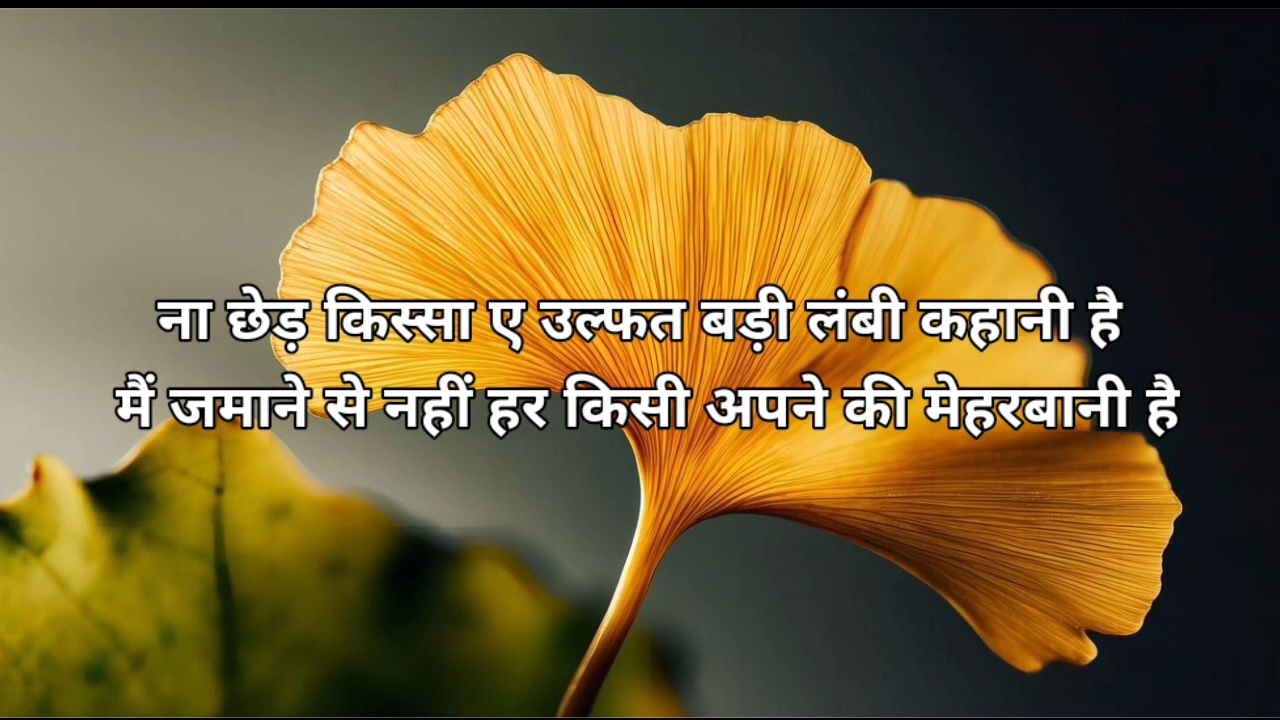 ना छेड़ किस्सा ए उल्फत बड़ी लंबी कहानी है
मैं जमाने से नहीं हर किसी अपने की मेहरबानी है